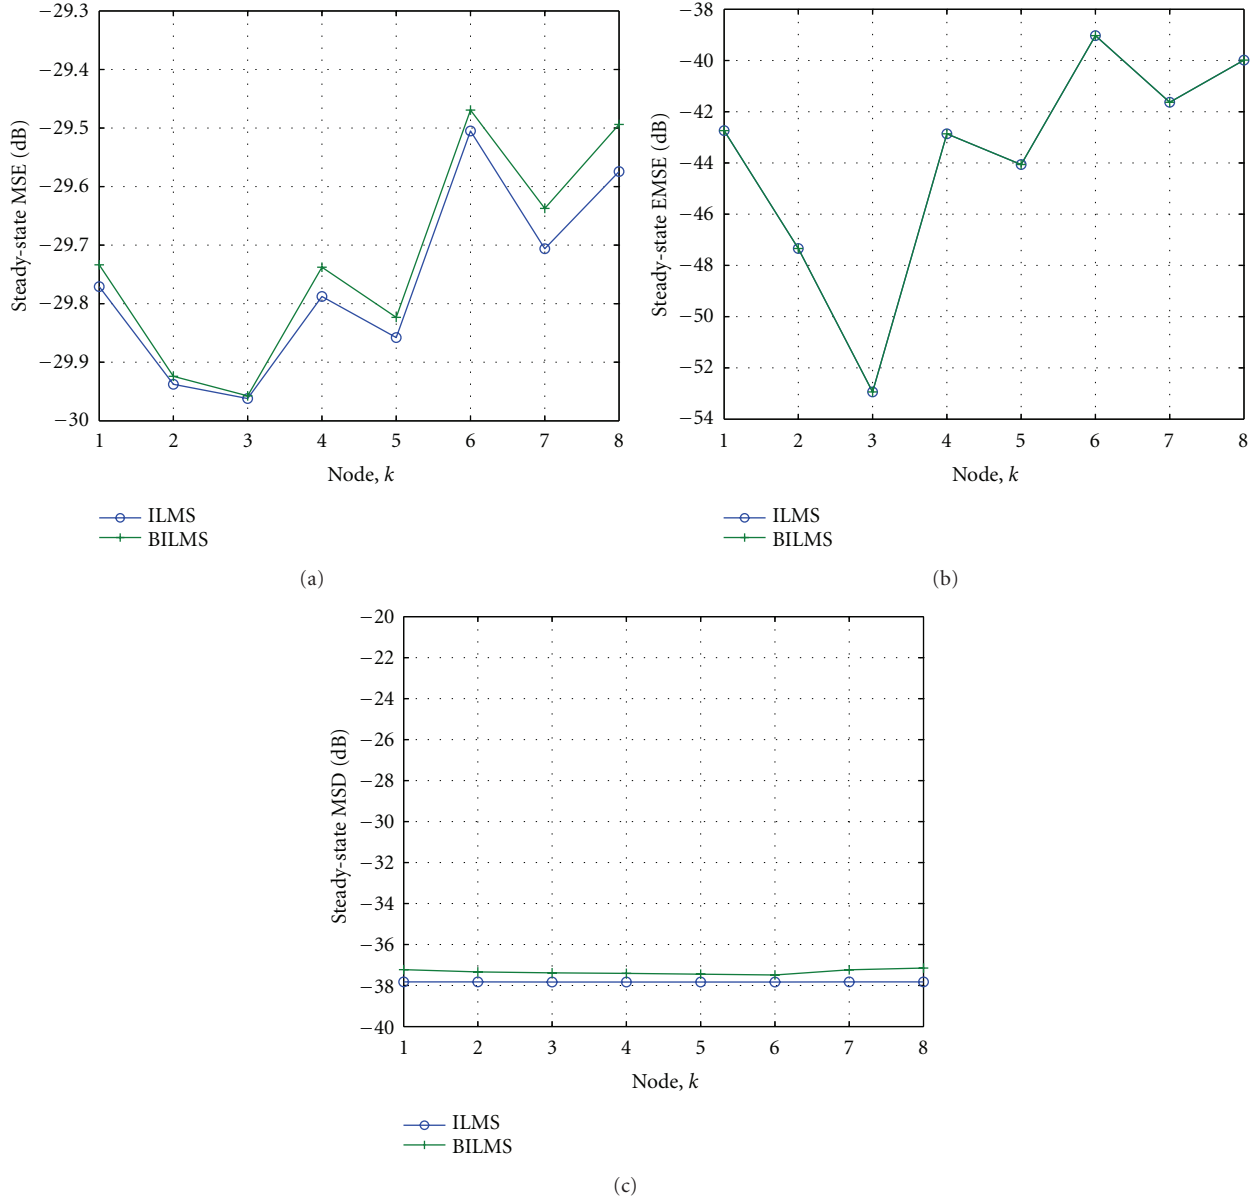 −29.3
−29.4
−29.5
−29.6
−29.7
−29.8
−29.9
−30
Steady-state MSE (dB)
1 2 3 4 5 6 7 8
Node, k
ILMS
BILMS
(a)
−38
−40
−42
−44
−46
−48
−50
−52
−54
Steady-state EMSE (dB)
1 2 3 4 5 6 7 8
Node, k
ILMS
BILMS
(b)
−20
−22
−24
−26
−28
−30
−32
−34
−36
−38
−40
Steady-state MSD (dB)
1 2 3 4 5 6 7 8
Node, k
ILMS
BILMS
(c)